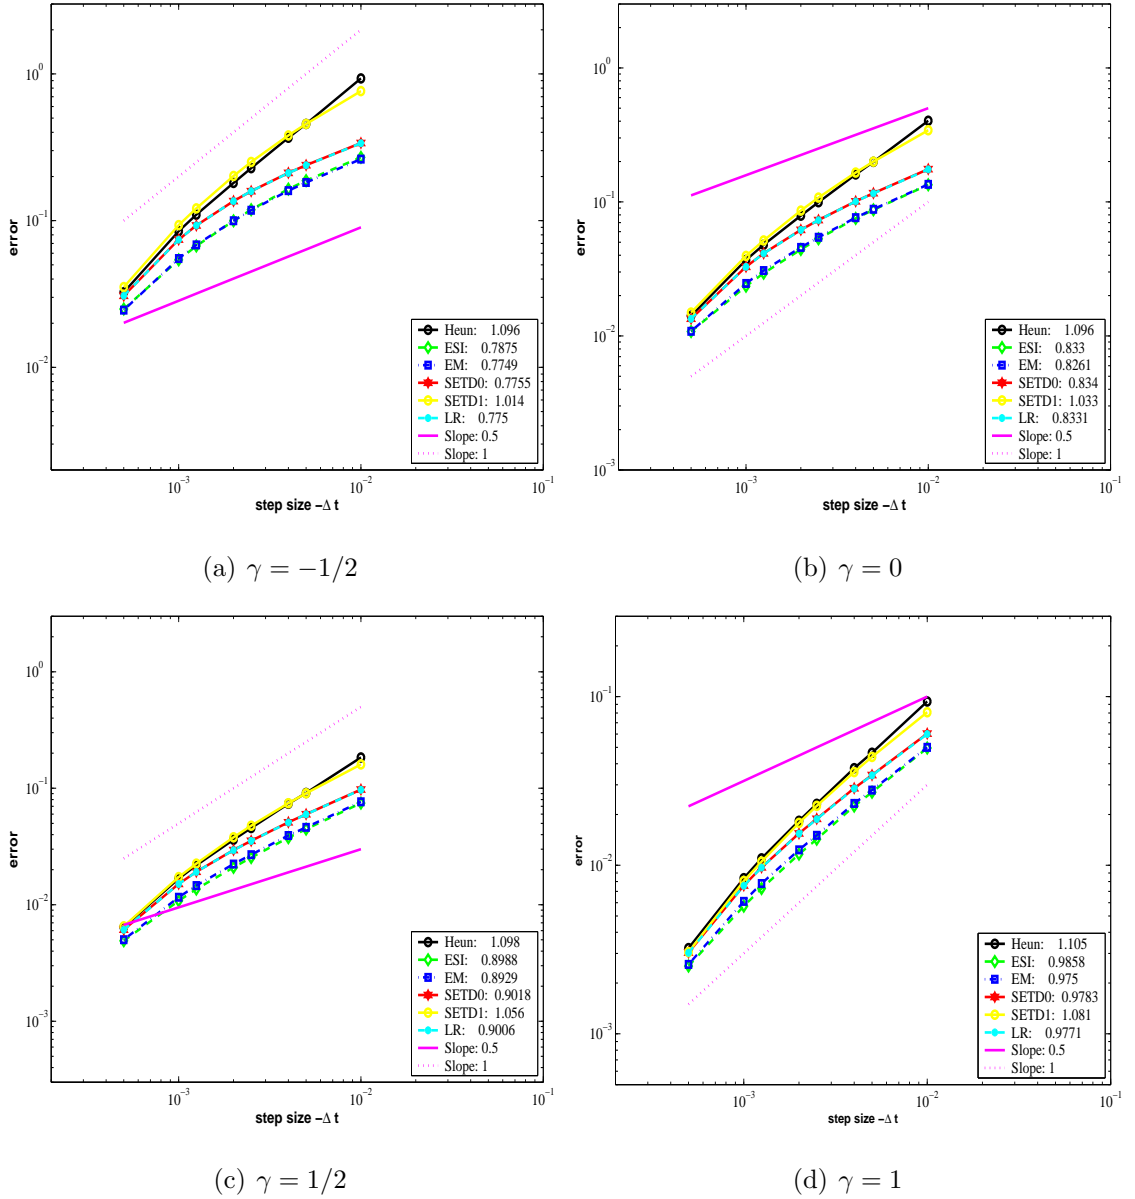 10^0
10^-1
10^-2
error
10^-3
10^-2
10^-1
step size -Δ t
Heun: 1.096
ESI: 0.7875
EM: 0.7749
SETD0: 0.7755
SETD1: 1.014
LR: 0.775
Slope: 0.5
Slope: 1
(a) γ = −1/2
10^0
10^-1
10^-2
10^-3
error
10^-3
10^-2
10^-1
step size -Δ t
Heun: 1.096
ESI: 0.833
EM: 0.8261
SETD0: 0.834
SETD1: 1.033
LR: 0.8331
Slope: 0.5
Slope: 1
(b) γ = 0
10^0
10^-1
10^-2
10^-3
error
10^-3
10^-2
10^-1
step size -Δ t
Heun: 1.098
ESI: 0.8988
EM: 0.8929
SETD0: 0.9018
SETD1: 1.056
LR: 0.9006
Slope: 0.5
Slope: 1
(c) γ = 1/2
10^-1
10^-2
10^-3
error
10^-3
10^-2
10^-1
step size -Δ t
Heun: 1.105
ESI: 0.9858
EM: 0.975
SETD0: 0.9783
SETD1: 1.081
LR: 0.9771
Slope: 0.5
Slope: 1
(d) γ = 1